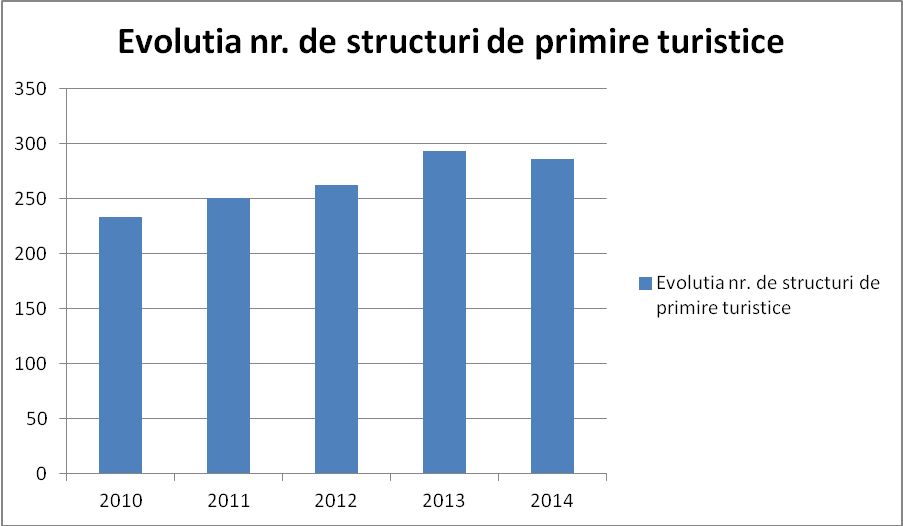 Evolutia nr. de structuri de primire turistice
350
300
250
200
150
100
50
0
2010 2011 2012 2013 2014
Evolutia nr. de structuri de
primire turistice